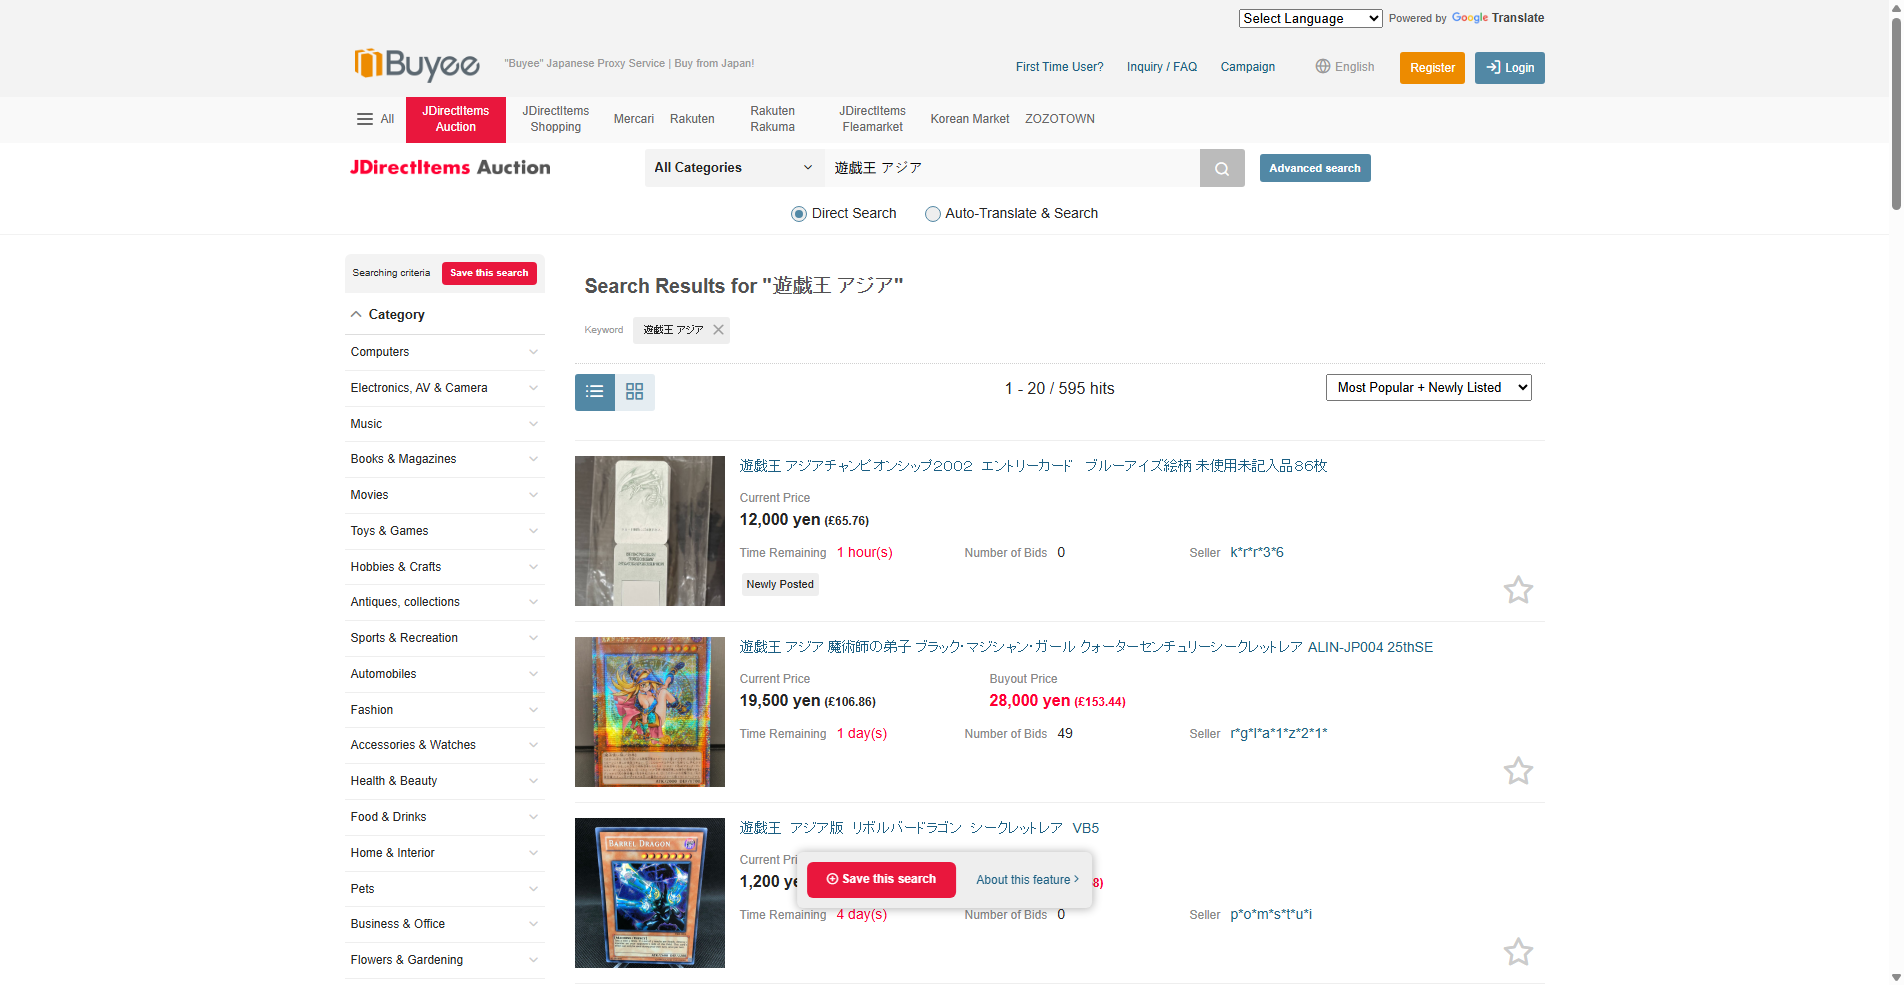 Select Language
Powered by Google Translate
Buyee
"Buyee" Japanese Proxy Service | Buy from Japan!
First Time User?
Inquiry / FAQ
Campaign
English
Register
Login
All
JDirectItems Auction
JDirectItems Shopping
Mercari
Rakuten
Rakuten Rakuma
JDirectItems Fleamarket
Korean Market
ZOZOTOWN
JDirectItems Auction
All Categories
遊戯王 アジア
Advanced search
Direct Search
Auto-Translate & Search
Searching criteria
Save this search
Category
Computers
Electronics, AV & Camera
Music
Books & Magazines
Movies
Toys & Games
Hobbies & Crafts
Antiques, collections
Sports & Recreation
Automobiles
Fashion
Accessories & Watches
Health & Beauty
Food & Drinks
Home & Interior
Pets
Business & Office
Flowers & Gardening
Search Results for "遊戯王 アジア"
Keyword 遊戯王 アジア
1 - 20 / 595 hits
Most Popular + Newly Listed
遊戯王 アジアチャンピオンシップ2002　エントリーカード　ブルーアイズ絵柄 未使用未記入品86枚
Current Price
12,000 yen (£65.76)
Time Remaining 1 hour(s) Number of Bids 0 Seller k*r*r*3*6
Newly Posted
遊戯王 アジア 魔術師の弟子 ブラック・マジシャン・ガール クォーターセンチュリーシークレットレア ALIN-JP004 25thSE
Current Price Buyout Price
19,500 yen (£106.86) 28,000 yen (£153.44)
Time Remaining 1 day(s) Number of Bids 49 Seller r*g*l*a*1*z*2*1*
遊戯王　アジア版　リボルバードラゴン　シークレットレア　VB5
BARREL DRAGON
Current Pri
1,200 ye
8)
Save this search
About this feature
Time Remaining 4 day(s) Number of Bids 0 Seller p*o*m*s*t*u*i